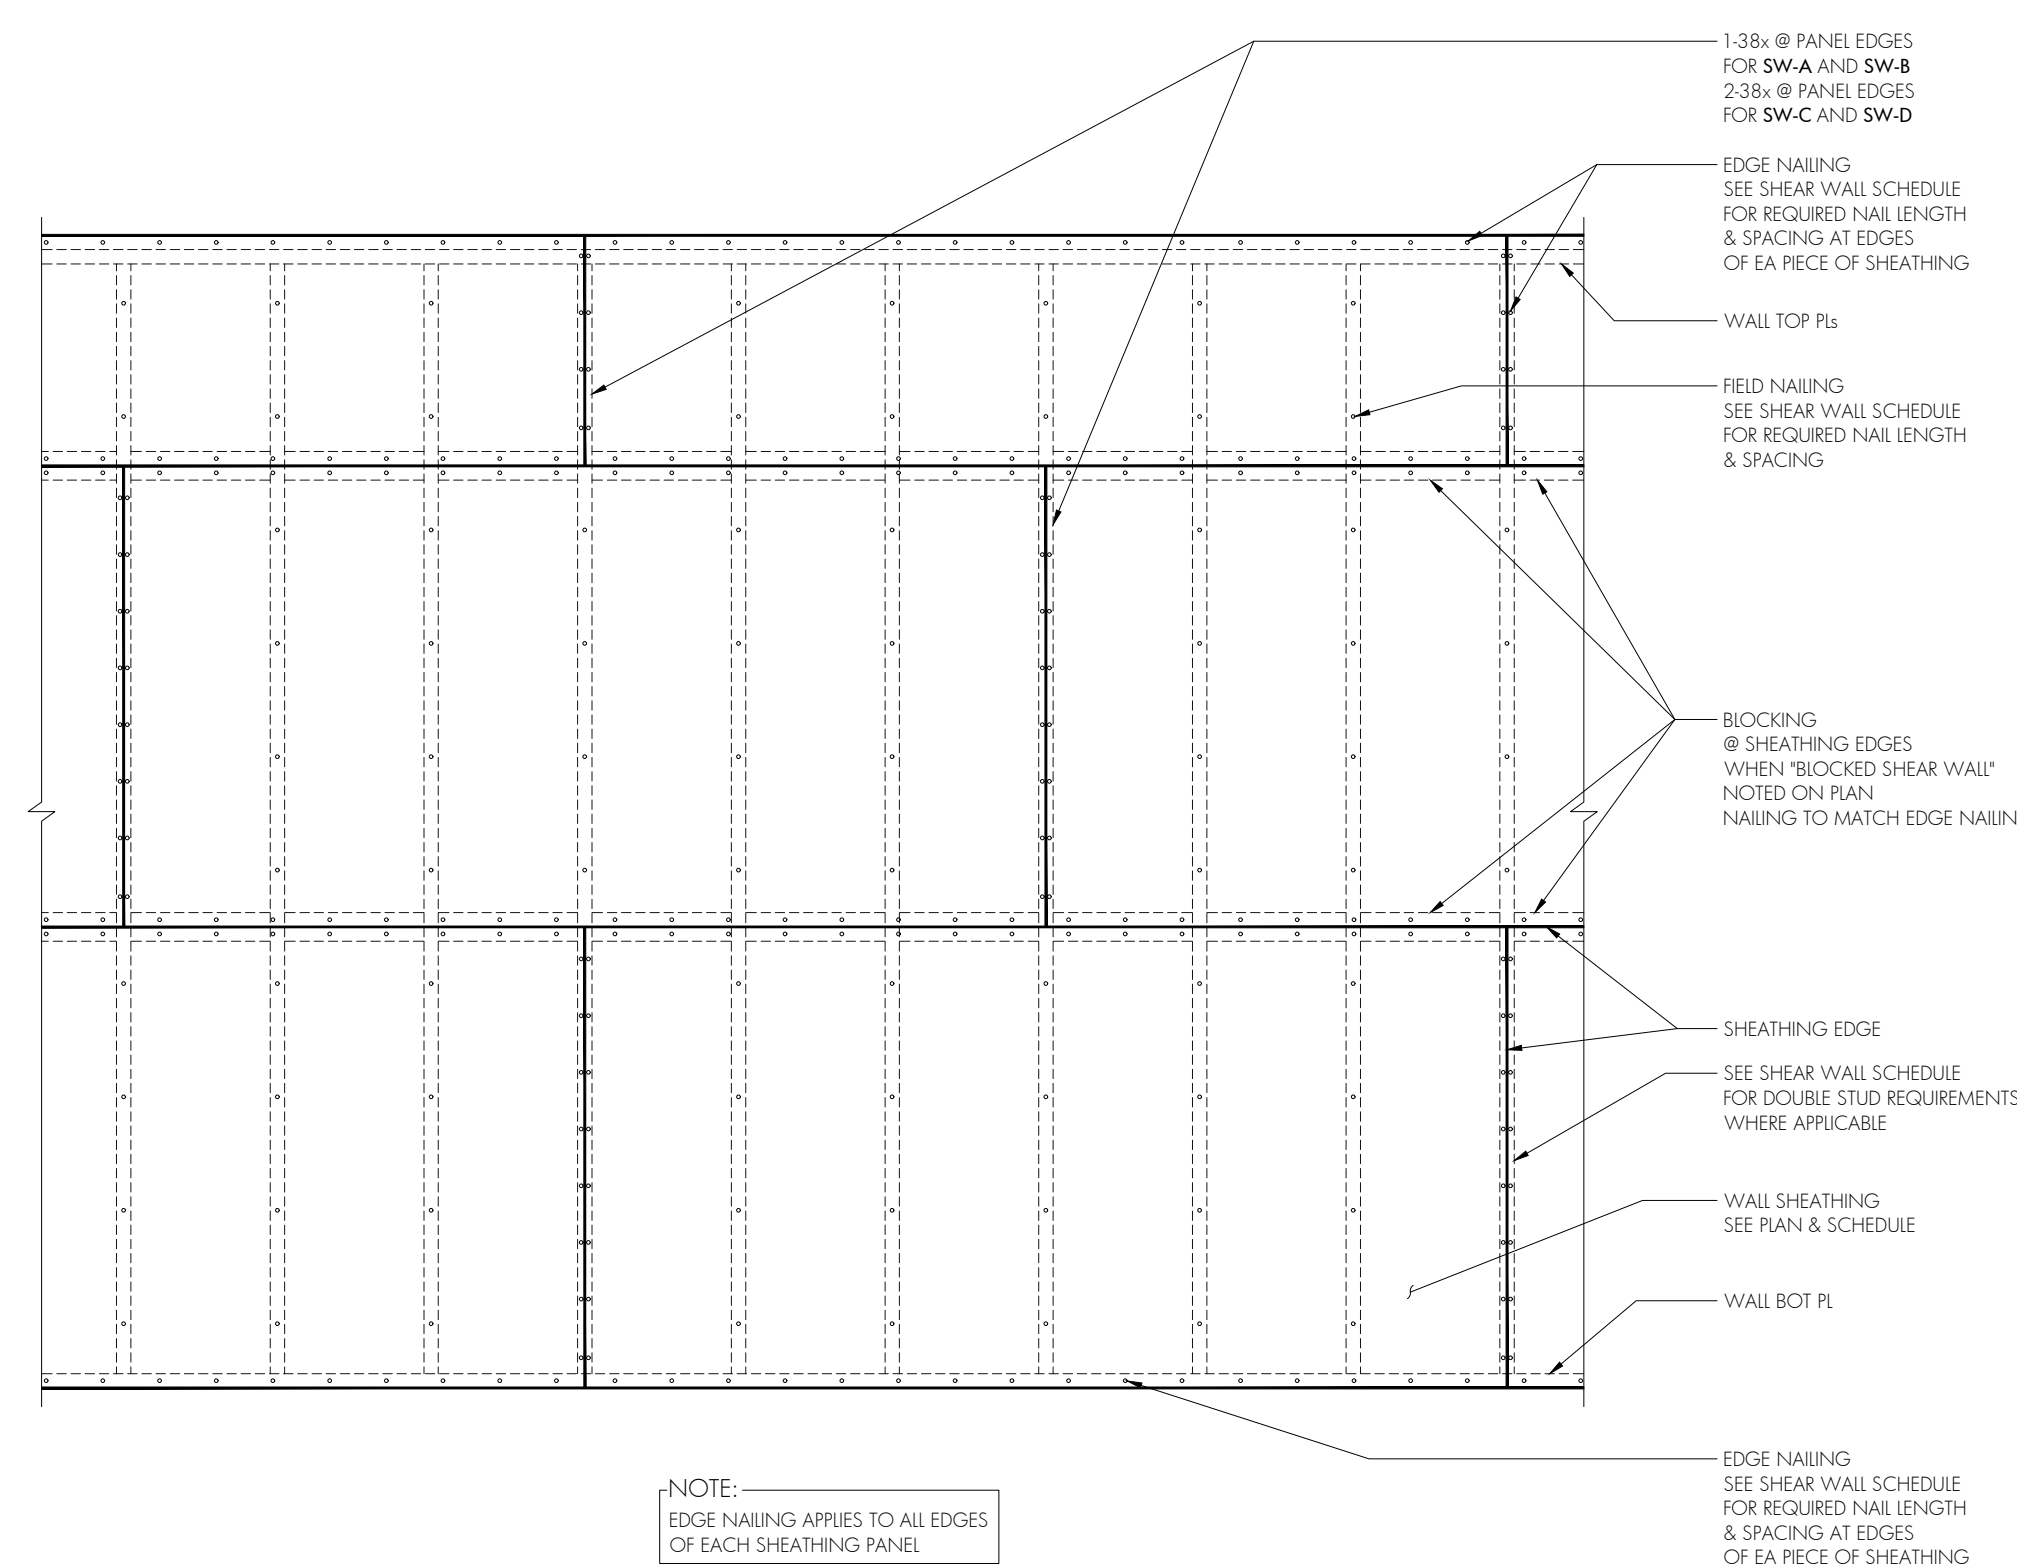 1-38x @ PANEL EDGES
FOR SW-A AND SW-B
2-38x @ PANEL EDGES
FOR SW-C AND SW-D
EDGE NAILING
SEE SHEAR WALL SCHEDULE
FOR REQUIRED NAIL LENGTH
& SPACING AT EDGES
OF EA PIECE OF SHEATHING
WALL TOP PLs
FIELD NAILING
SEE SHEAR WALL SCHEDULE
FOR REQUIRED NAIL LENGTH
& SPACING
BLOCKING
@ SHEATHING EDGES
WHEN "BLOCKED SHEAR WALL"
NOTED ON PLAN
NAILING TO MATCH EDGE NAILIN
SHEATHING EDGE
SEE SHEAR WALL SCHEDULE
FOR DOUBLE STUD REQUIREMENTS
WHERE APPLICABLE
WALL SHEATHING
SEE PLAN & SCHEDULE
WALL BOT PL
EDGE NAILING
SEE SHEAR WALL SCHEDULE
FOR REQUIRED NAIL LENGTH
& SPACING AT EDGES
OF EA PIECE OF SHEATHING
NOTE:
EDGE NAILING APPLIES TO ALL EDGES
OF EACH SHEATHING PANEL